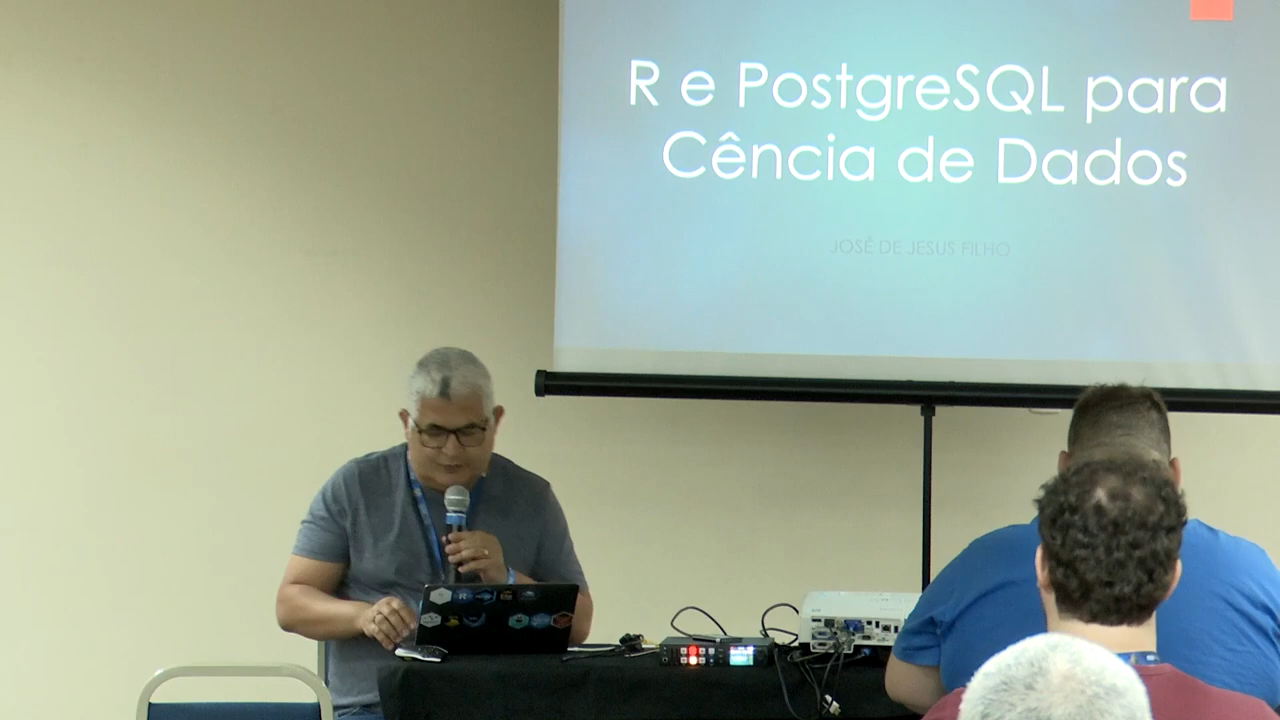 R e PostgreSQL para
Cência de Dados
JOSÉ DE JESUS FILHO